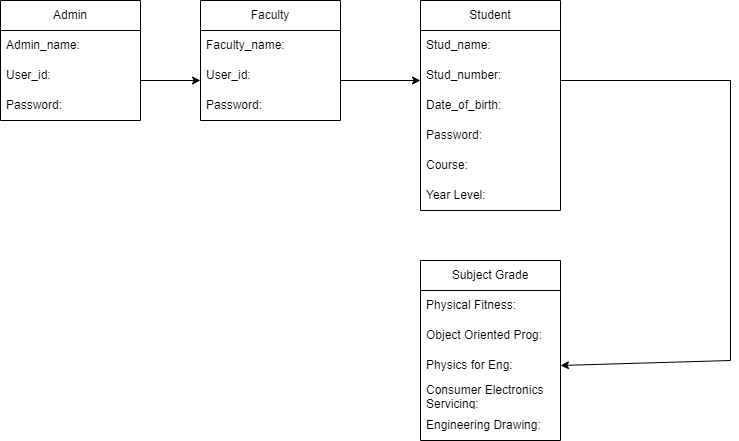 Admin
Admin_name:
User_id:
Password:
Faculty
Faculty_name:
User_id:
Password:
Student
Stud_name:
Stud_number:
Date_of_birth:
Password:
Course:
Year Level:
Subject Grade
Physical Fitness:
Object Oriented Prog:
Physics for Eng:
Consumer Electronics
Servicing:
Engineering Drawing: